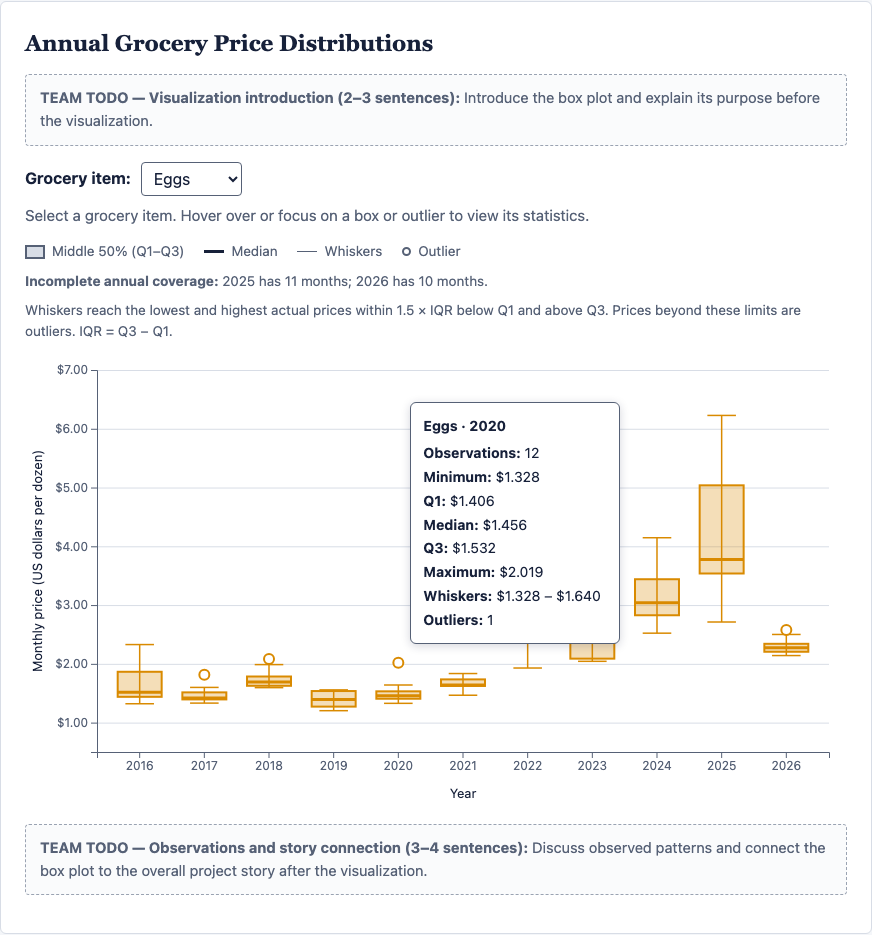 Annual Grocery Price Distributions
TEAM TODO — Visualization introduction (2–3 sentences): Introduce the box plot and explain its purpose before
the visualization.
Grocery item: Eggs
Select a grocery item. Hover over or focus on a box or outlier to view its statistics.
Middle 50% (Q1–Q3) Median Whiskers Outlier
Incomplete annual coverage: 2025 has 11 months; 2026 has 10 months.
Whiskers reach the lowest and highest actual prices within 1.5 × IQR below Q1 and above Q3. Prices beyond these limits are
outliers. IQR = Q3 − Q1.
Monthly price (US dollars per dozen)
$7.00
$6.00
$5.00
$4.00
$3.00
$2.00
$1.00
Eggs · 2020
Observations: 12
Minimum: $1.328
Q1: $1.406
Median: $1.456
Q3: $1.532
Maximum: $2.019
Whiskers: $1.328 – $1.640
Outliers: 1
2016 2017 2018 2019 2020 2021 2022 2023 2024 2025 2026
Year
TEAM TODO — Observations and story connection (3–4 sentences): Discuss observed patterns and connect the
box plot to the overall project story after the visualization.